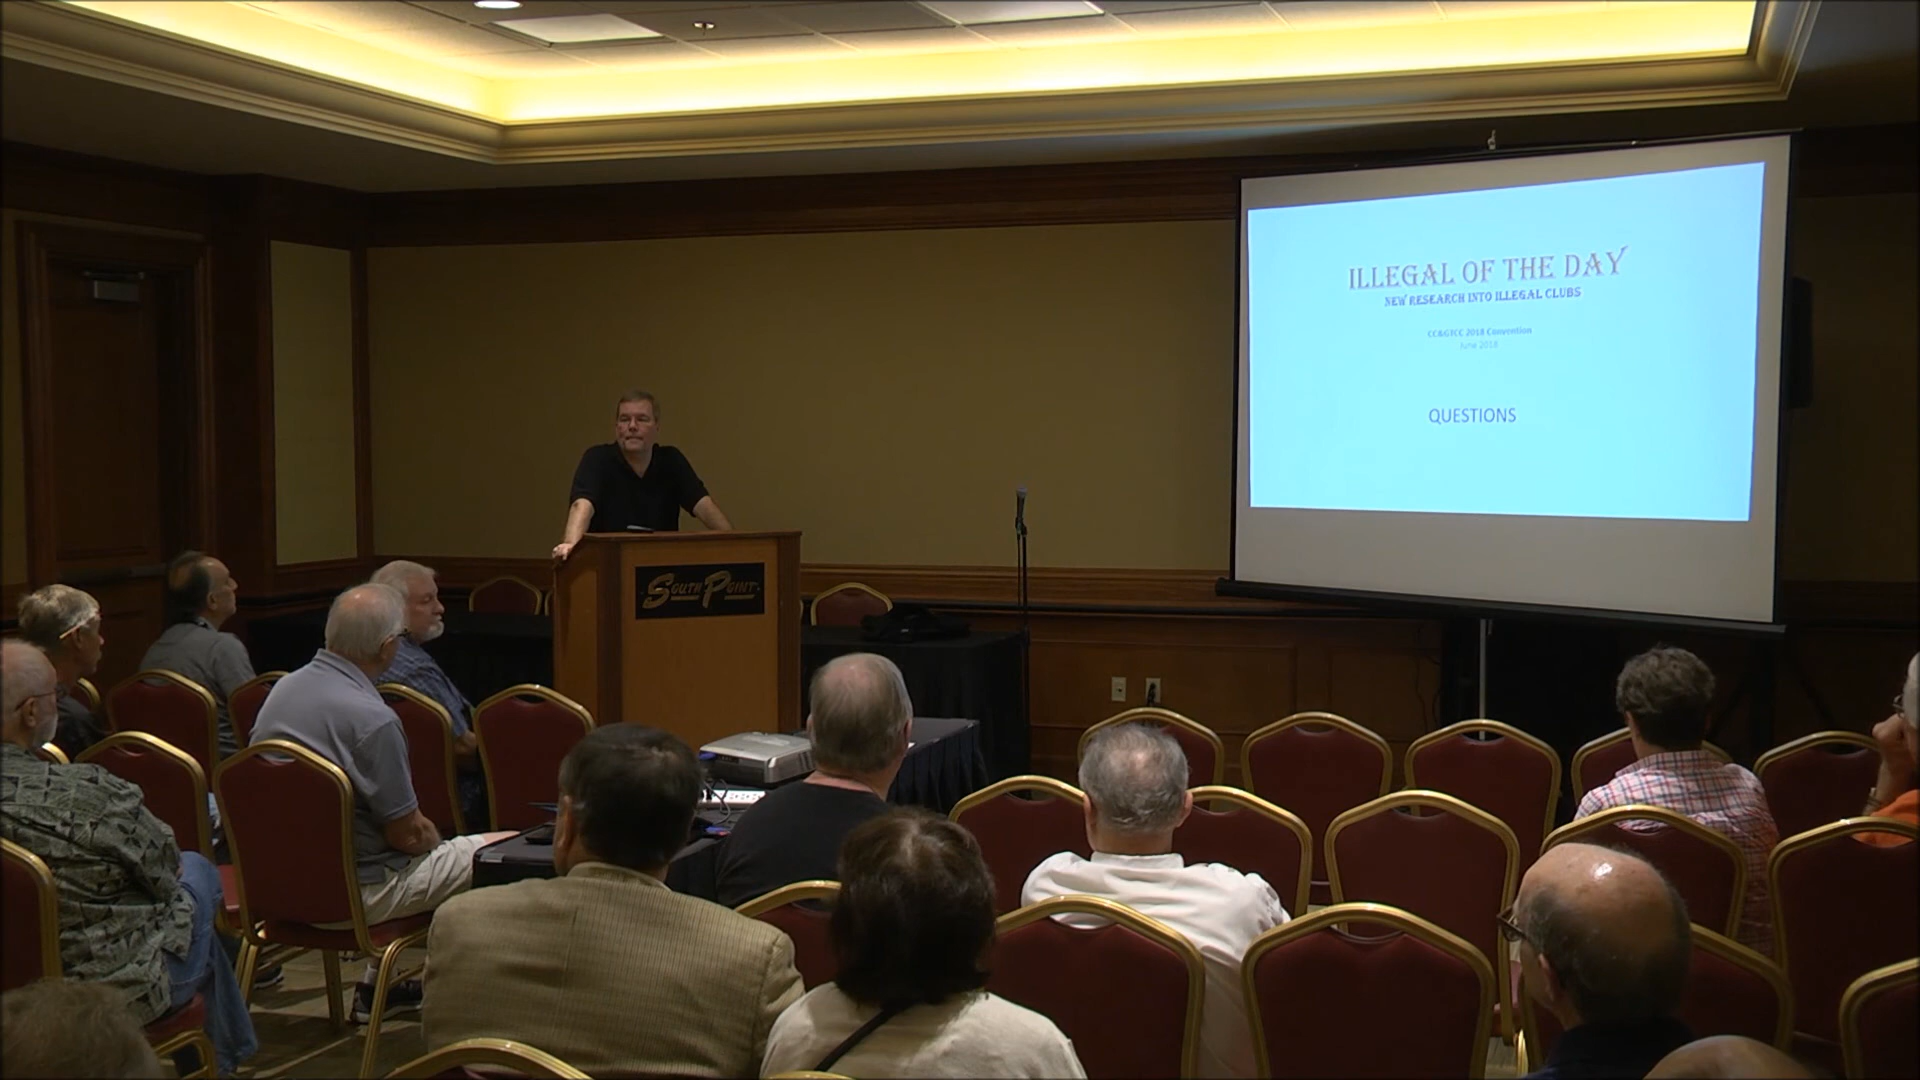 ILLEGAL OF THE DAY
NEW RESEARCH INTO ILLEGAL CLUBS
CC&GTCC 2018 Convention
June 2018
QUESTIONS
SOUTH POINT